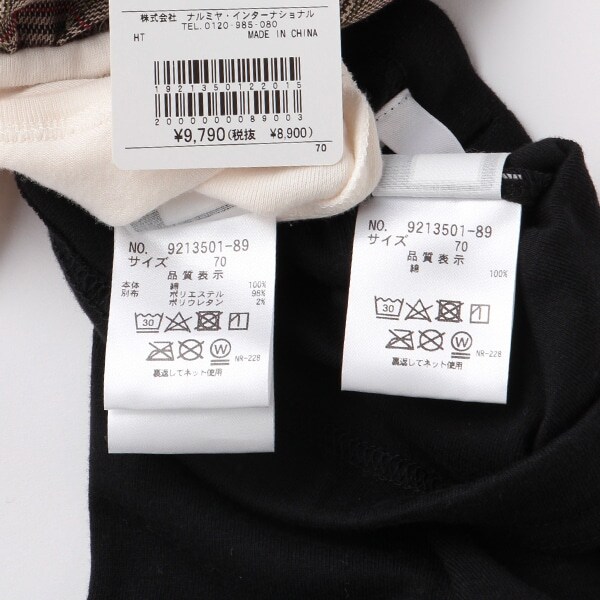 株式会社 ナルミヤ・インターナショナル
TEL.0120-985-080
HT MADE IN CHINA
19221350122015
2000000089003
¥9,790(税抜 ¥8,900)
70
NO. 9213501-89
サイズ 70
品質表示
本体 綿 100%
別布 ポリエステル 98%
ポリウレタン 2%
30
W
NR-228
裏返してネット使用
NO. 9213501-89
サイズ 70
品質表示
綿 100%
30
W
NR-228
裏返してネット使用